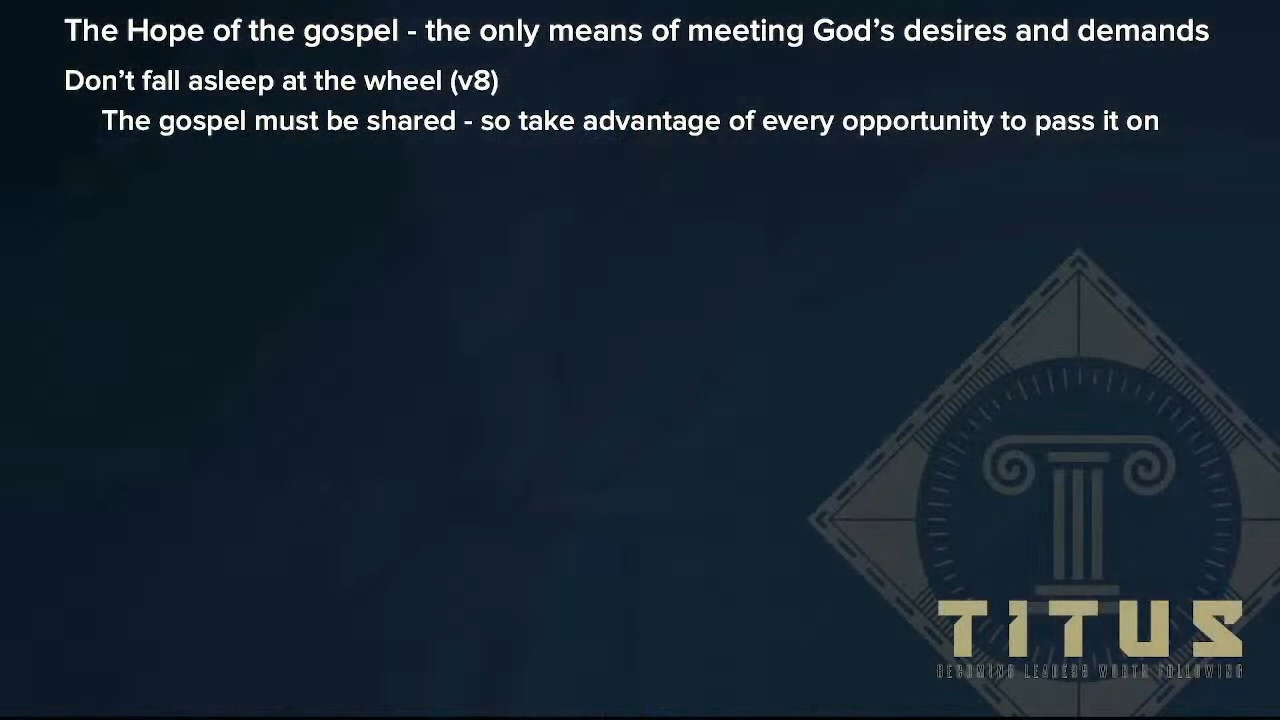 The Hope of the gospel - the only means of meeting God’s desires and demands
Don’t fall asleep at the wheel (v8)
The gospel must be shared - so take advantage of every opportunity to pass it on
TITUS
BECOMING LEADERS WORTH FOLLOWING